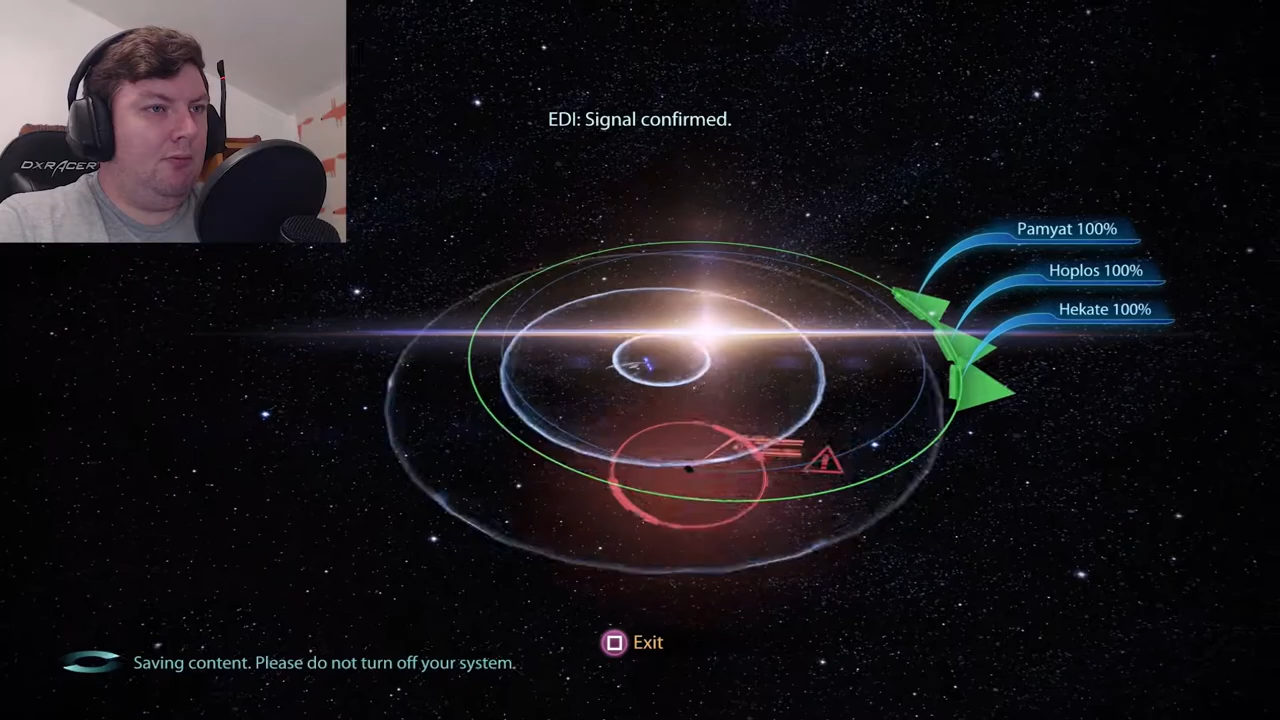 DXRACER
EDI: Signal confirmed.
Pamyat 100%
Hoplos 100%
Hekate 100%
Exit
Saving content. Please do not turn off your system.